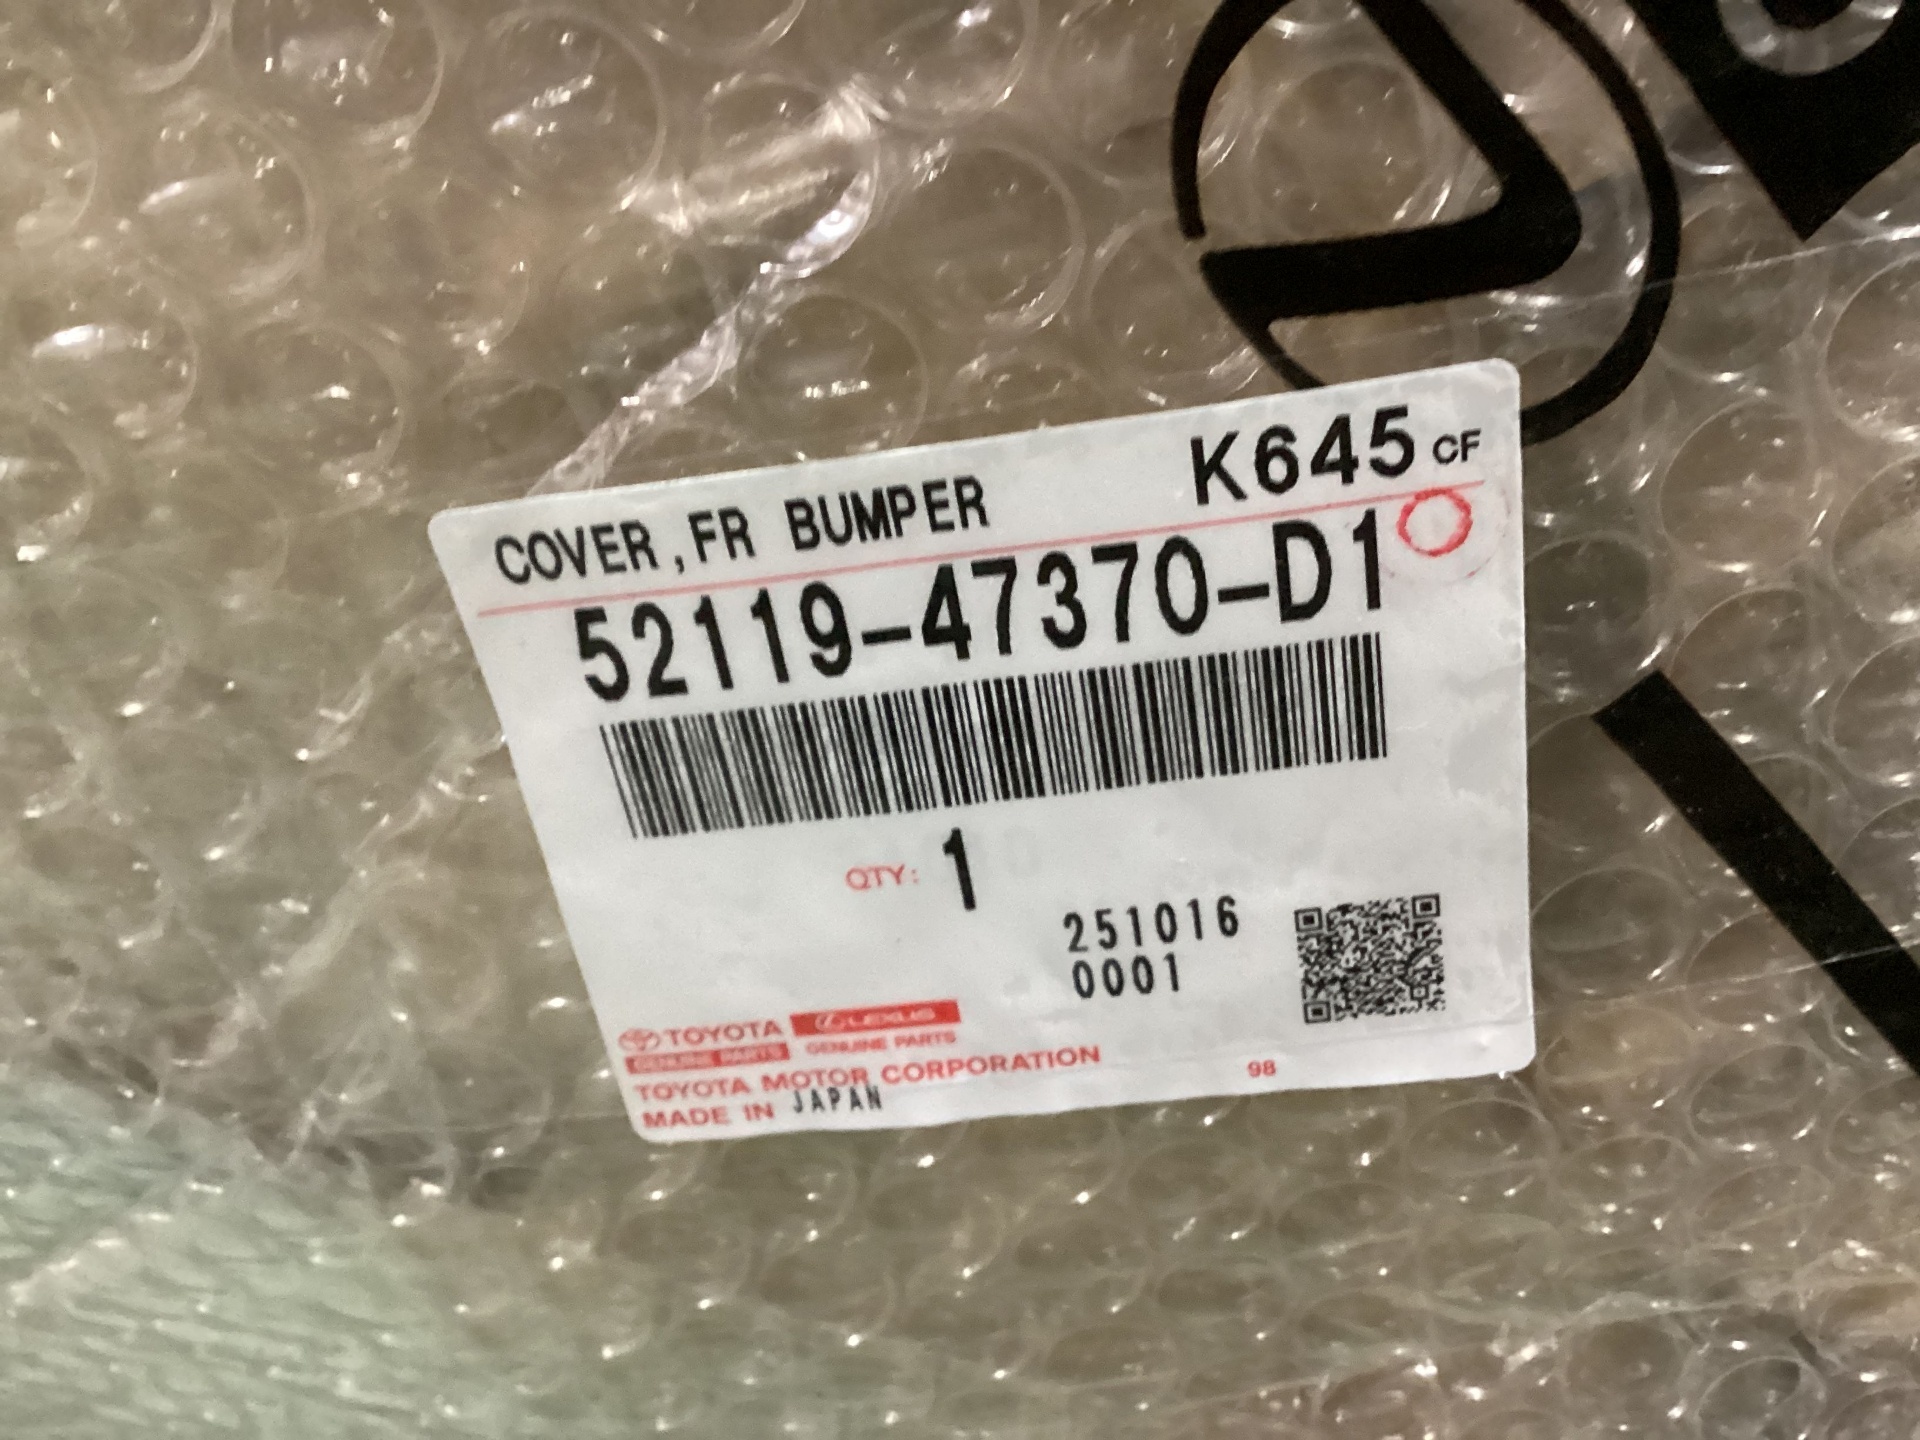 K645 CF
COVER,FR BUMPER
52119-47370-D1
QTY: 1
251016
0001
TOYOTA LEXUS
GENUINE PARTS GENUINE PARTS
TOYOTA MOTOR CORPORATION
MADE IN JAPAN
98